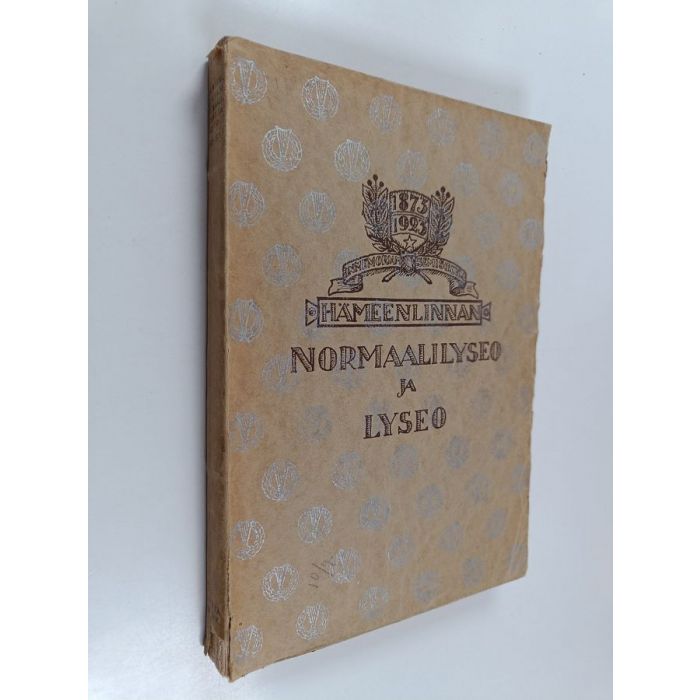 1873
1923
HÄMEENLINNAN
NORMAALILYSEO
JA
LYSEO